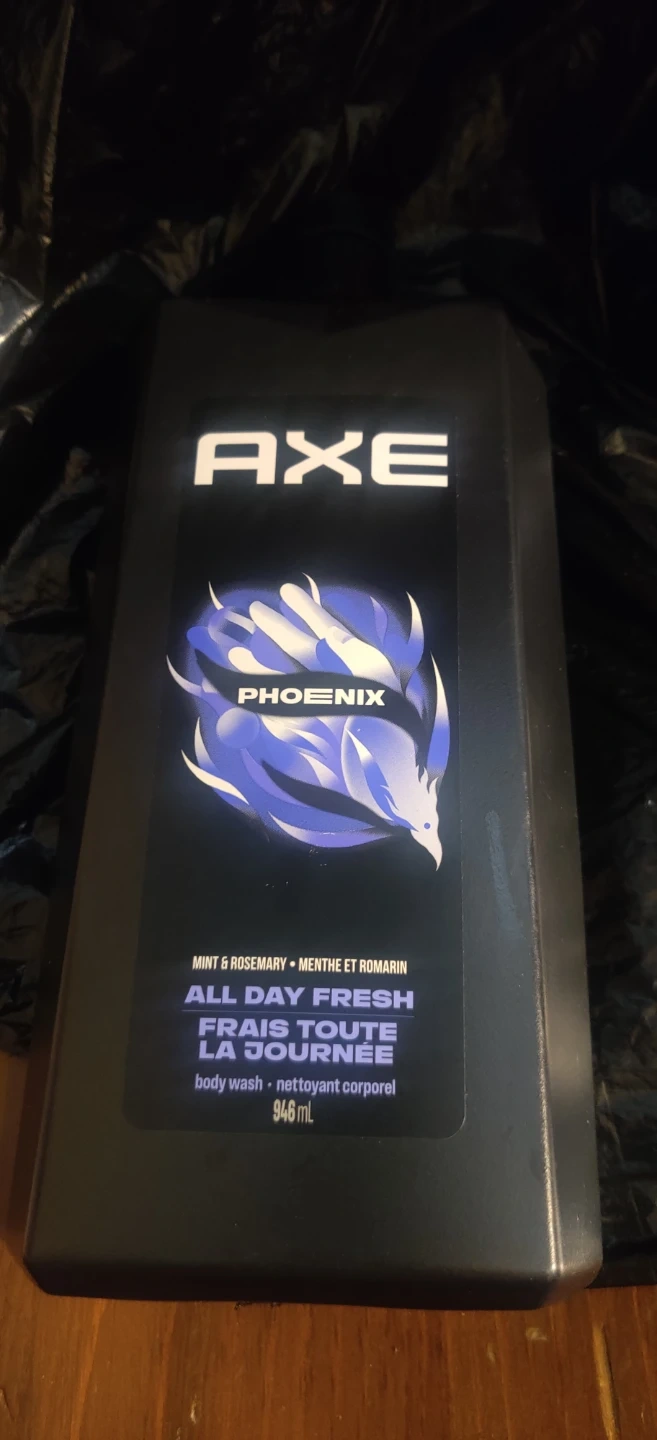 AXE
PHOENIX
MINT & ROSEMARY • MENTHE ET ROMARIN
ALL DAY FRESH
FRAIS TOUTE
LA JOURNÉE
body wash • nettoyant corporel
946 mL